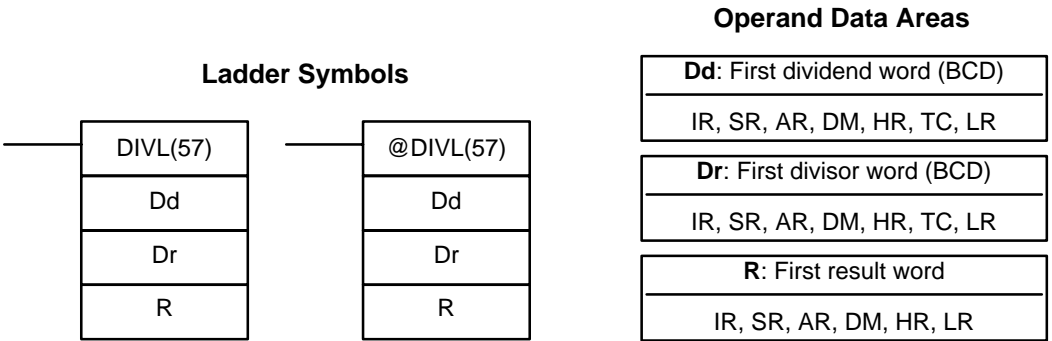 Ladder Symbols
DIVL(57)
Dd
Dr
R
@DIVL(57)
Dd
Dr
R
Operand Data Areas
Dd: First dividend word (BCD)
IR, SR, AR, DM, HR, TC, LR
Dr: First divisor word (BCD)
IR, SR, AR, DM, HR, TC, LR
R: First result word
IR, SR, AR, DM, HR, LR